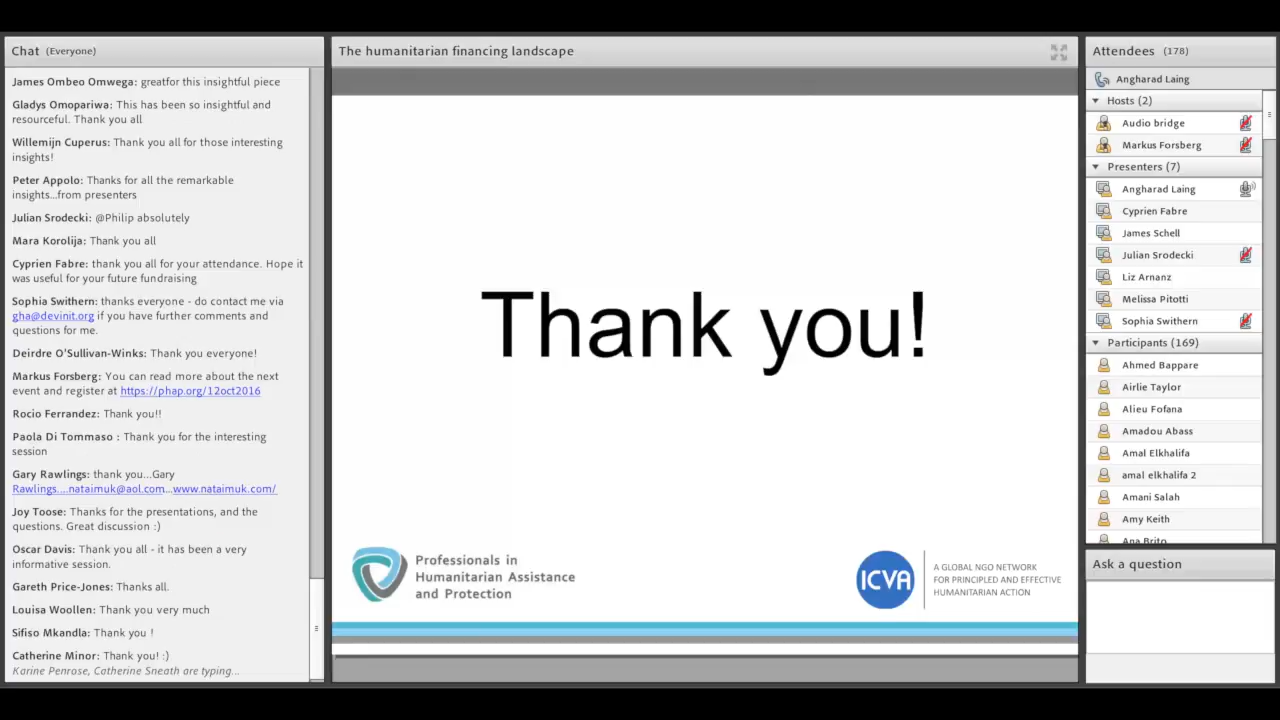 Chat (Everyone)
James Ombeo Omwega: greatfor this insightful piece
Gladys Omopariwa: This has been so insightful and
resourceful. Thank you all
Willemijn Cuperus: Thank you all for those interesting
insights!
Peter Appolo: Thanks for all the remarkable
insights...from presenters
Julian Srodecki: @Philip absolutely
Mara Korolija: Thank you all
Cyprien Fabre: thank you all for your attendance. Hope it
was useful for your future fundraising
Sophia Swithern: thanks everyone - do contact me via
gha@devinit.org if you have further comments and
questions for me.
Deirdre O'Sullivan-Winks: Thank you everyone!
Markus Forsberg: You can read more about the next
event and register at https://phap.org/12oct2016
Rocio Ferrandez: Thank you!!
Paola Di Tommaso : Thank you for the interesting
session
Gary Rawlings: thank you...Gary
Rawlings....nataimuk@aol.com...www.nataimuk.com/
Joy Toose: Thanks for the presentations, and the
questions. Great discussion :)
Oscar Davis: Thank you all - it has been a very
informative session.
Gareth Price-Jones: Thanks all.
Louisa Woollen: Thank you very much
Sifiso Mkandla: Thank you !
Catherine Minor: Thank you! :)
Karine Penrose, Catherine Sneath are typing...
The humanitarian financing landscape
Thank you!
Professionals in
Humanitarian Assistance
and Protection
ICVA
A GLOBAL NGO NETWORK
FOR PRINCIPLED AND EFFECTIVE
HUMANITARIAN ACTION
Attendees (178)
Angharad Laing
Hosts (2)
Audio bridge
Markus Forsberg
Presenters (7)
Angharad Laing
Cyprien Fabre
James Schell
Julian Srodecki
Liz Arnanz
Melissa Pitotti
Sophia Swithern
Participants (169)
Ahmed Bappare
Airlie Taylor
Alieu Fofana
Amadou Abass
Amal Elkhalifa
amal elkhalifa 2
Amani Salah
Amy Keith
Ana Brito
Ask a question